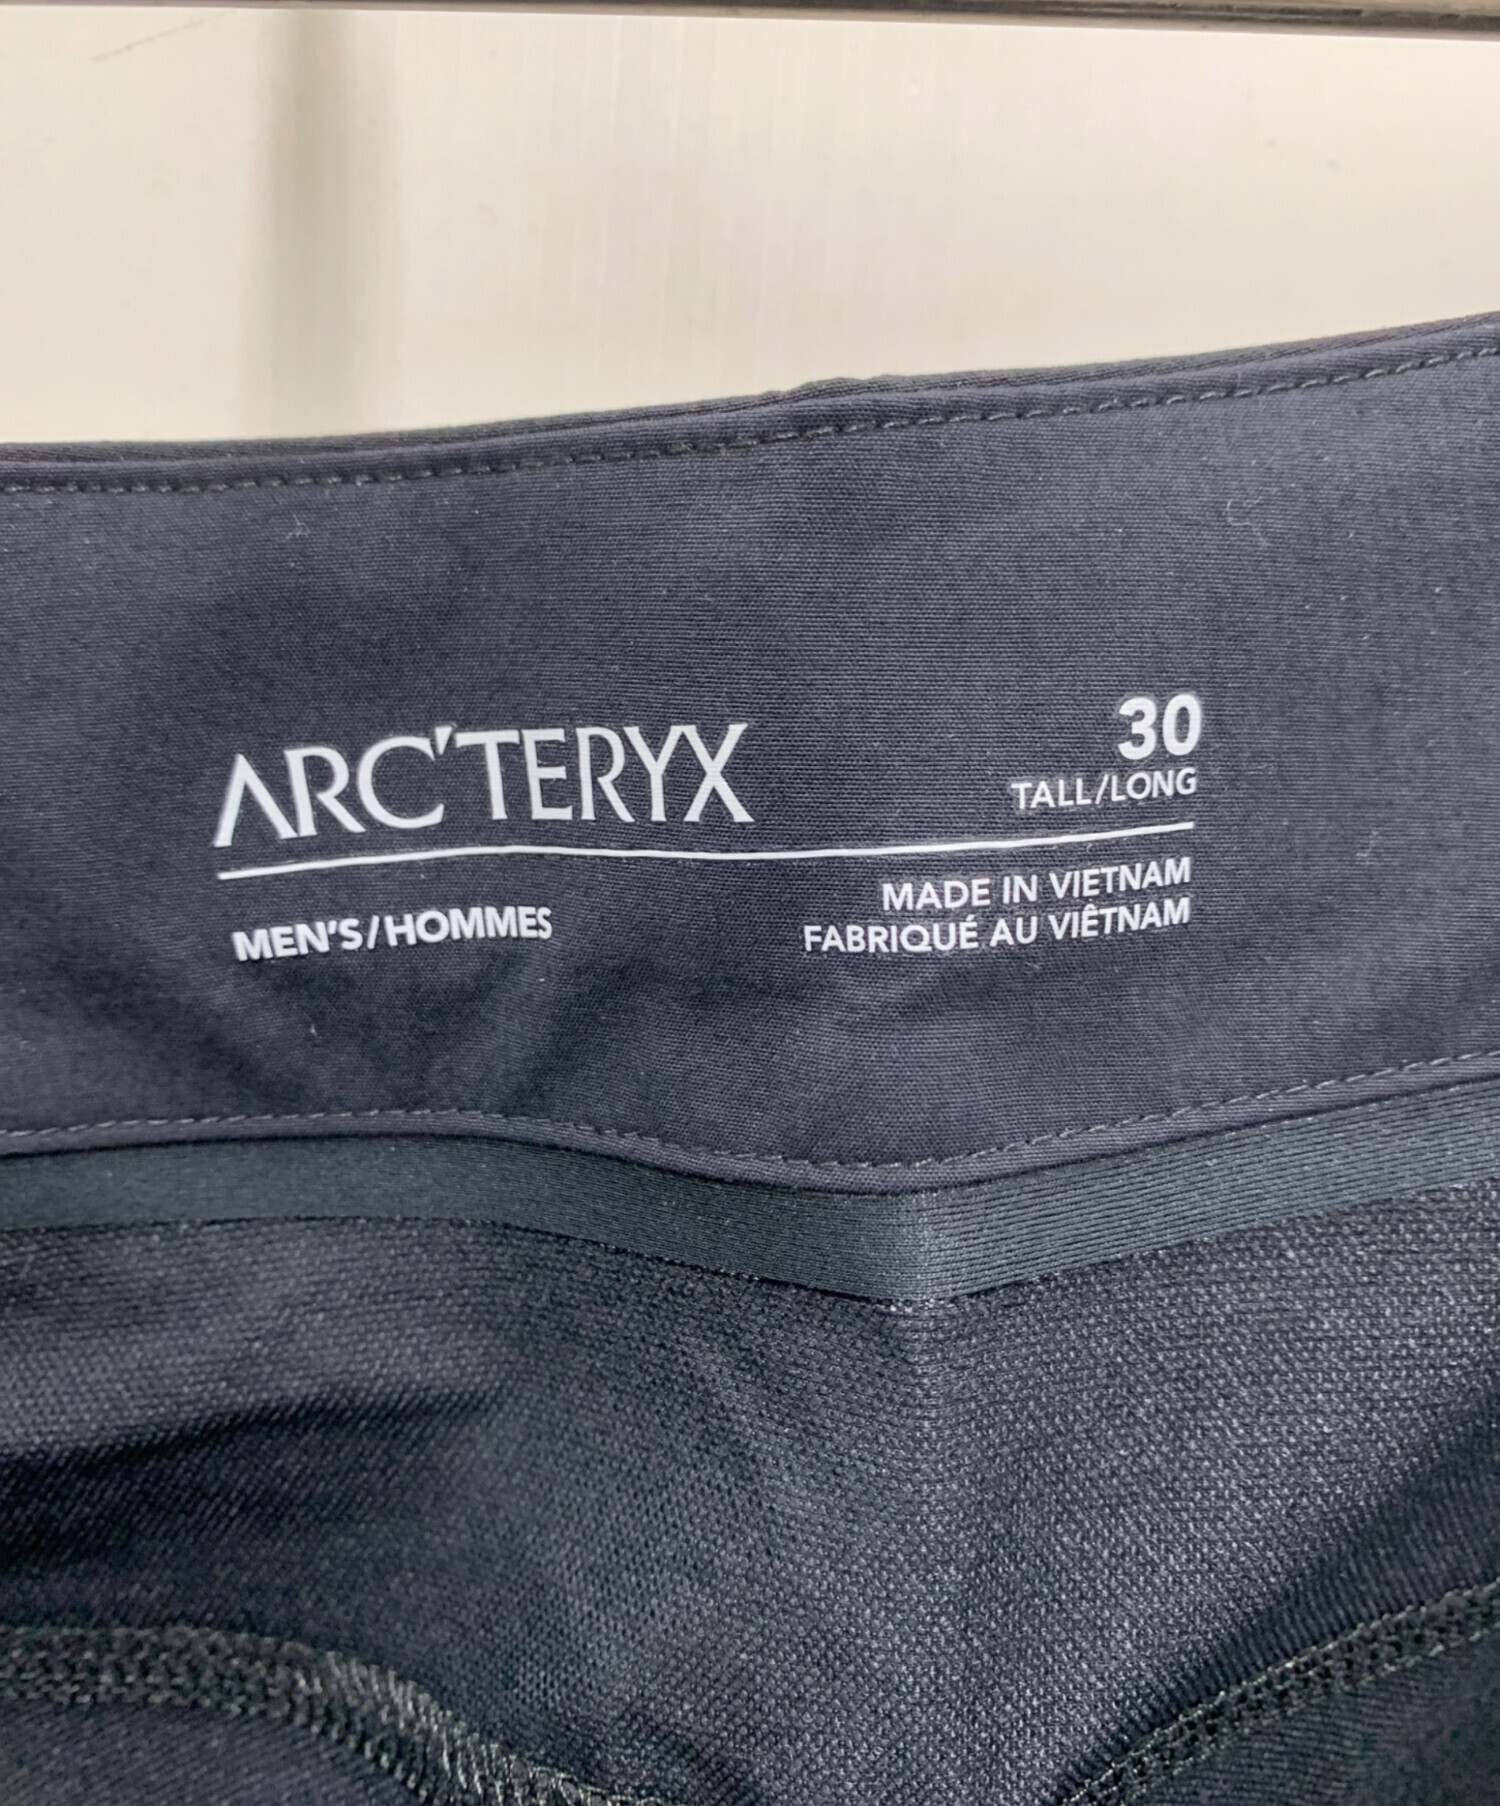 ARC'TERYX
30
TALL/LONG
MEN'S/HOMMES
MADE IN VIETNAM
FABRIQUÉ AU VIÊTNAM